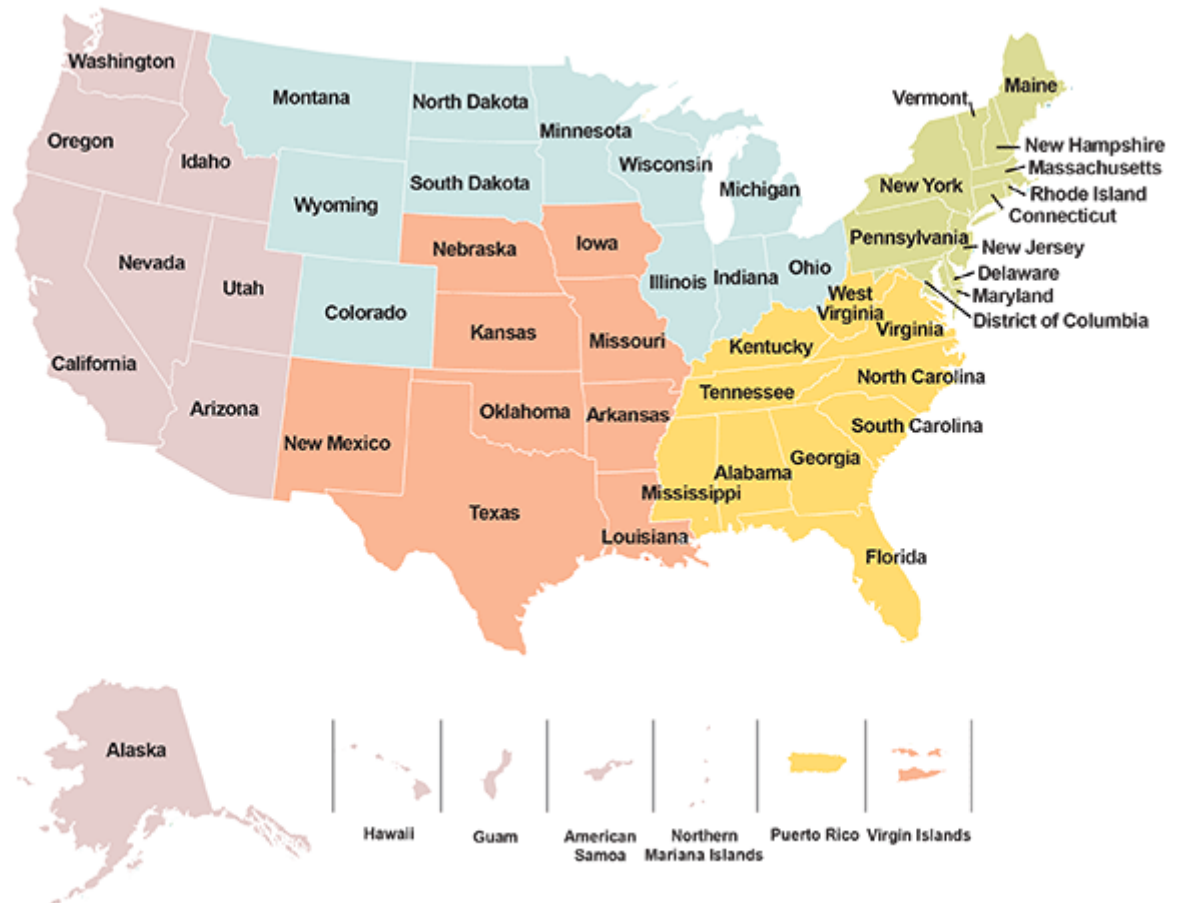 Washington
Montana
North Dakota
Minnesota
Maine
Vermont
Oregon
Idaho
New Hampshire
Massachusetts
Wisconsin
South Dakota
Michigan
New York
Rhode Island
Connecticut
Wyoming
Pennsylvania
Nebraska
Iowa
New Jersey
Nevada
Ohio
Delaware
Illinois
Indiana
Utah
West
Virginia
Maryland
District of Columbia
Colorado
Virginia
Kansas
Missouri
Kentucky
California
North Carolina
Tennessee
Arizona
Oklahoma
Arkansas
South Carolina
New Mexico
Georgia
Alabama
Mississippi
Texas
Louisiana
Florida
Alaska
Hawaii
Guam
American
Samoa
Northern
Mariana Islands
Puerto Rico
Virgin Islands